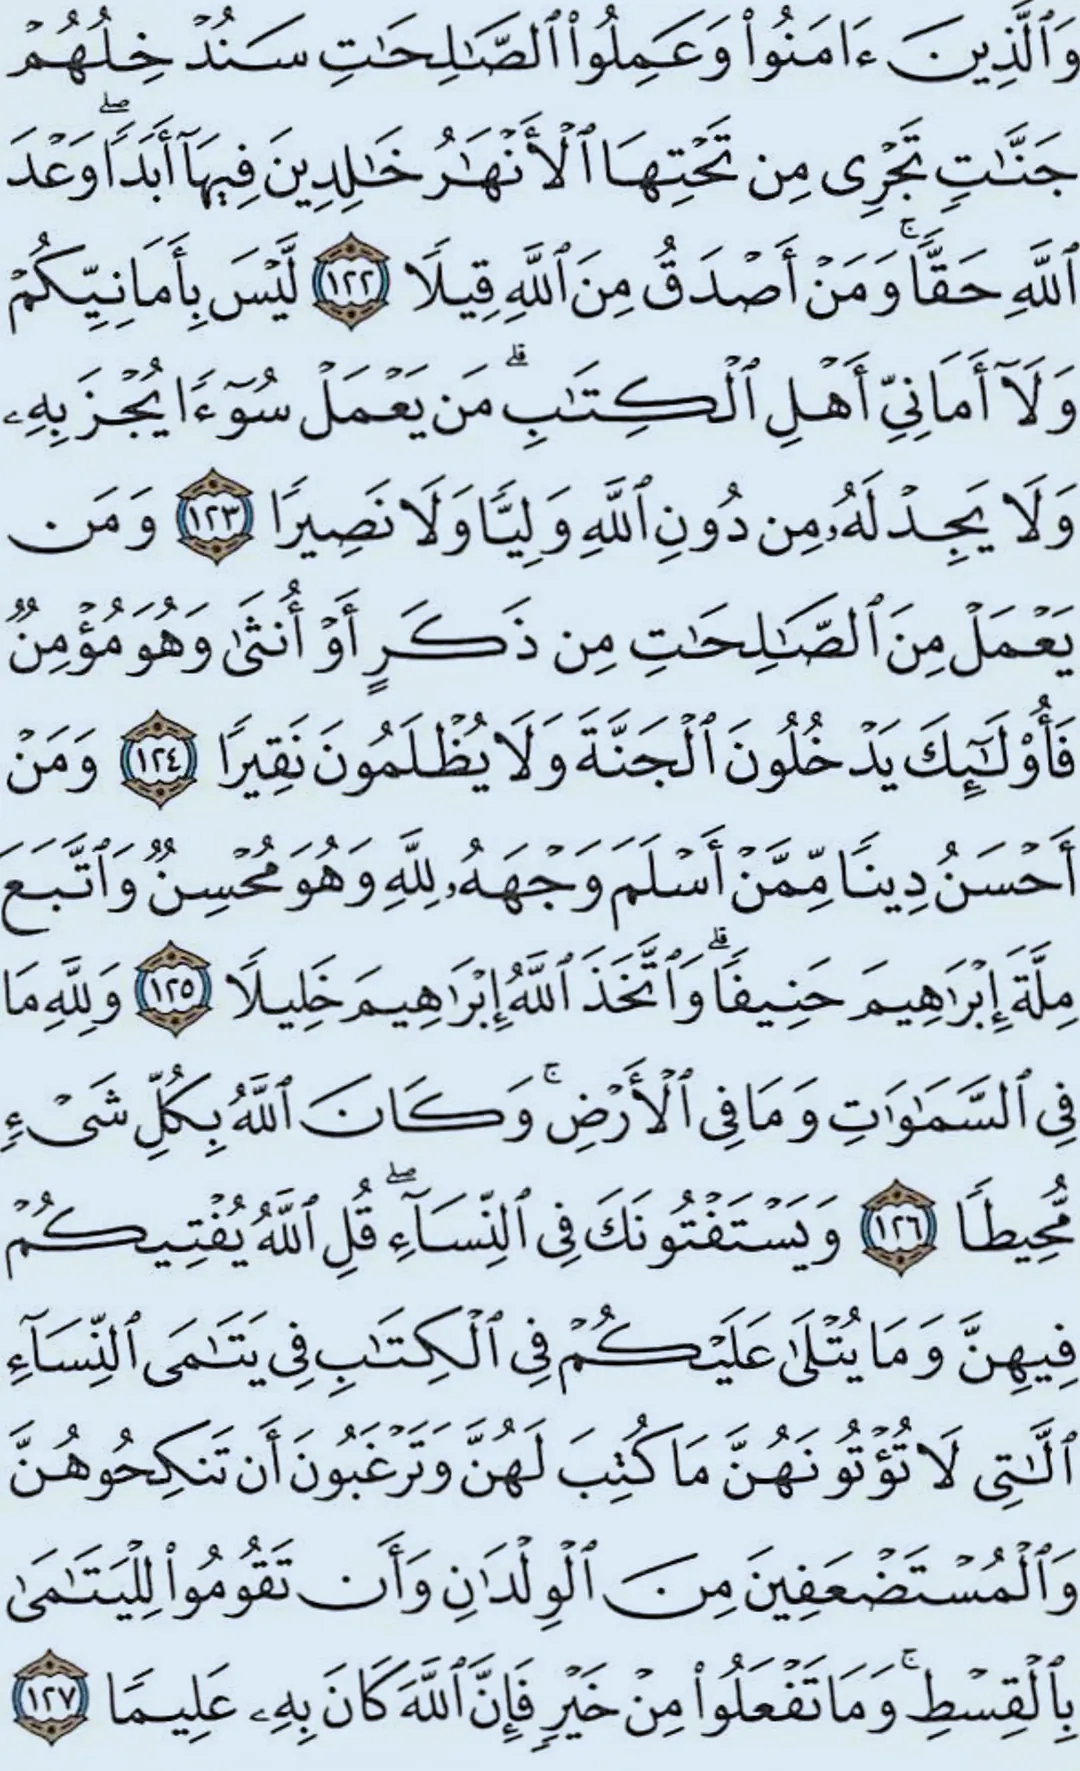 وَٱلَّذِينَ ءَامَنُوا۟ وَعَمِلُوا۟ ٱلصَّـٰلِحَـٰتِ سَنُدْخِلُهُمْ
جَنَّـٰتٍ تَجْرِى مِن تَحْتِهَا ٱلْأَنْهَـٰرُ خَـٰلِدِينَ فِيهَآ أَبَدًا ۖ وَعْدَ
ٱللَّهِ حَقًّا ۚ وَمَنْ أَصْدَقُ مِنَ ٱللَّهِ قِيلًا ١٢٢ لَّيْسَ بِأَمَانِيِّكُمْ
وَلَآ أَمَانِىِّ أَهْلِ ٱلْكِتَـٰبِ ۗ مَن يَعْمَلْ سُوٓءًا يُجْزَ بِهِۦ
وَلَا يَجِدْ لَهُۥ مِن دُونِ ٱللَّهِ وَلِيًّا وَلَا نَصِيرًا ١٢٣ وَمَن
يَعْمَلْ مِنَ ٱلصَّـٰلِحَـٰتِ مِن ذَكَرٍ أَوْ أُنثَىٰ وَهُوَ مُؤْمِنٌ
فَأُو۟لَـٰٓئِكَ يَدْخُلُونَ ٱلْجَنَّةَ وَلَا يُظْلَمُونَ نَقِيرًا ١٢٤ وَمَنْ
أَحْسَنُ دِينًا مِّمَّنْ أَسْلَمَ وَجْهَهُۥ لِلَّهِ وَهُوَ مُحْسِنٌ وَٱتَّبَعَ
مِلَّةَ إِبْرَٰهِيمَ حَنِيفًا ۗ وَٱتَّخَذَ ٱللَّهُ إِبْرَٰهِيمَ خَلِيلًا ١٢٥ وَلِلَّهِ مَا
فِى ٱلسَّمَـٰوَٰتِ وَمَا فِى ٱلْأَرْضِ ۚ وَكَانَ ٱللَّهُ بِكُلِّ شَىْءٍ
مُّحِيطًا ١٢٦ وَيَسْتَفْتُونَكَ فِى ٱلنِّسَآءِ ۖ قُلِ ٱللَّهُ يُفْتِيكُمْ
فِيهِنَّ وَمَا يُتْلَىٰ عَلَيْكُمْ فِى ٱلْكِتَـٰبِ فِى يَتَـٰمَى ٱلنِّسَآءِ
ٱلَّـٰتِى لَا تُؤْتُونَهُنَّ مَا كُتِبَ لَهُنَّ وَتَرْغَبُونَ أَن تَنكِحُوهُنَّ
وَٱلْمُسْتَضْعَفِينَ مِنَ ٱلْوِلْدَٰنِ وَأَن تَقُومُوا۟ لِلْيَتَـٰمَىٰ
بِٱلْقِسْطِ ۚ وَمَا تَفْعَلُوا۟ مِنْ خَيْرٍ فَإِنَّ ٱللَّهَ كَانَ بِهِۦ عَلِيمًا ١٢٧